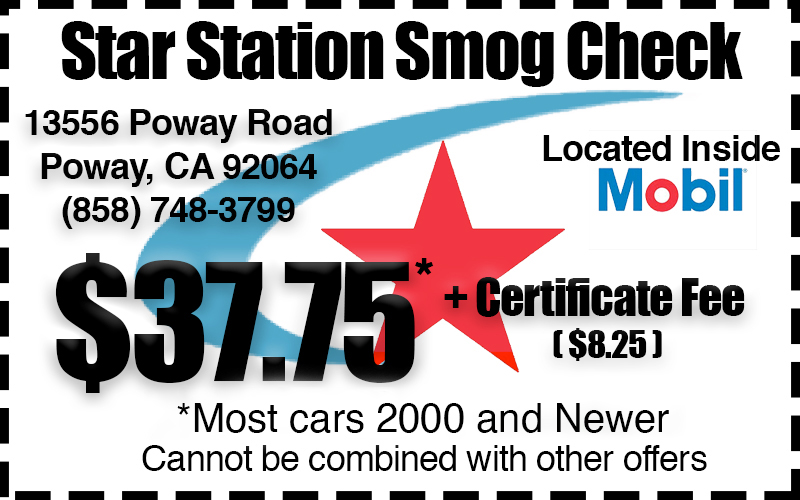 Star Station Smog Check
13556 Poway Road
Poway, CA 92064
(858) 748-3799
Located Inside
Mobil
$37.75* + Certificate Fee
( $8.25 )
*Most cars 2000 and Newer
Cannot be combined with other offers